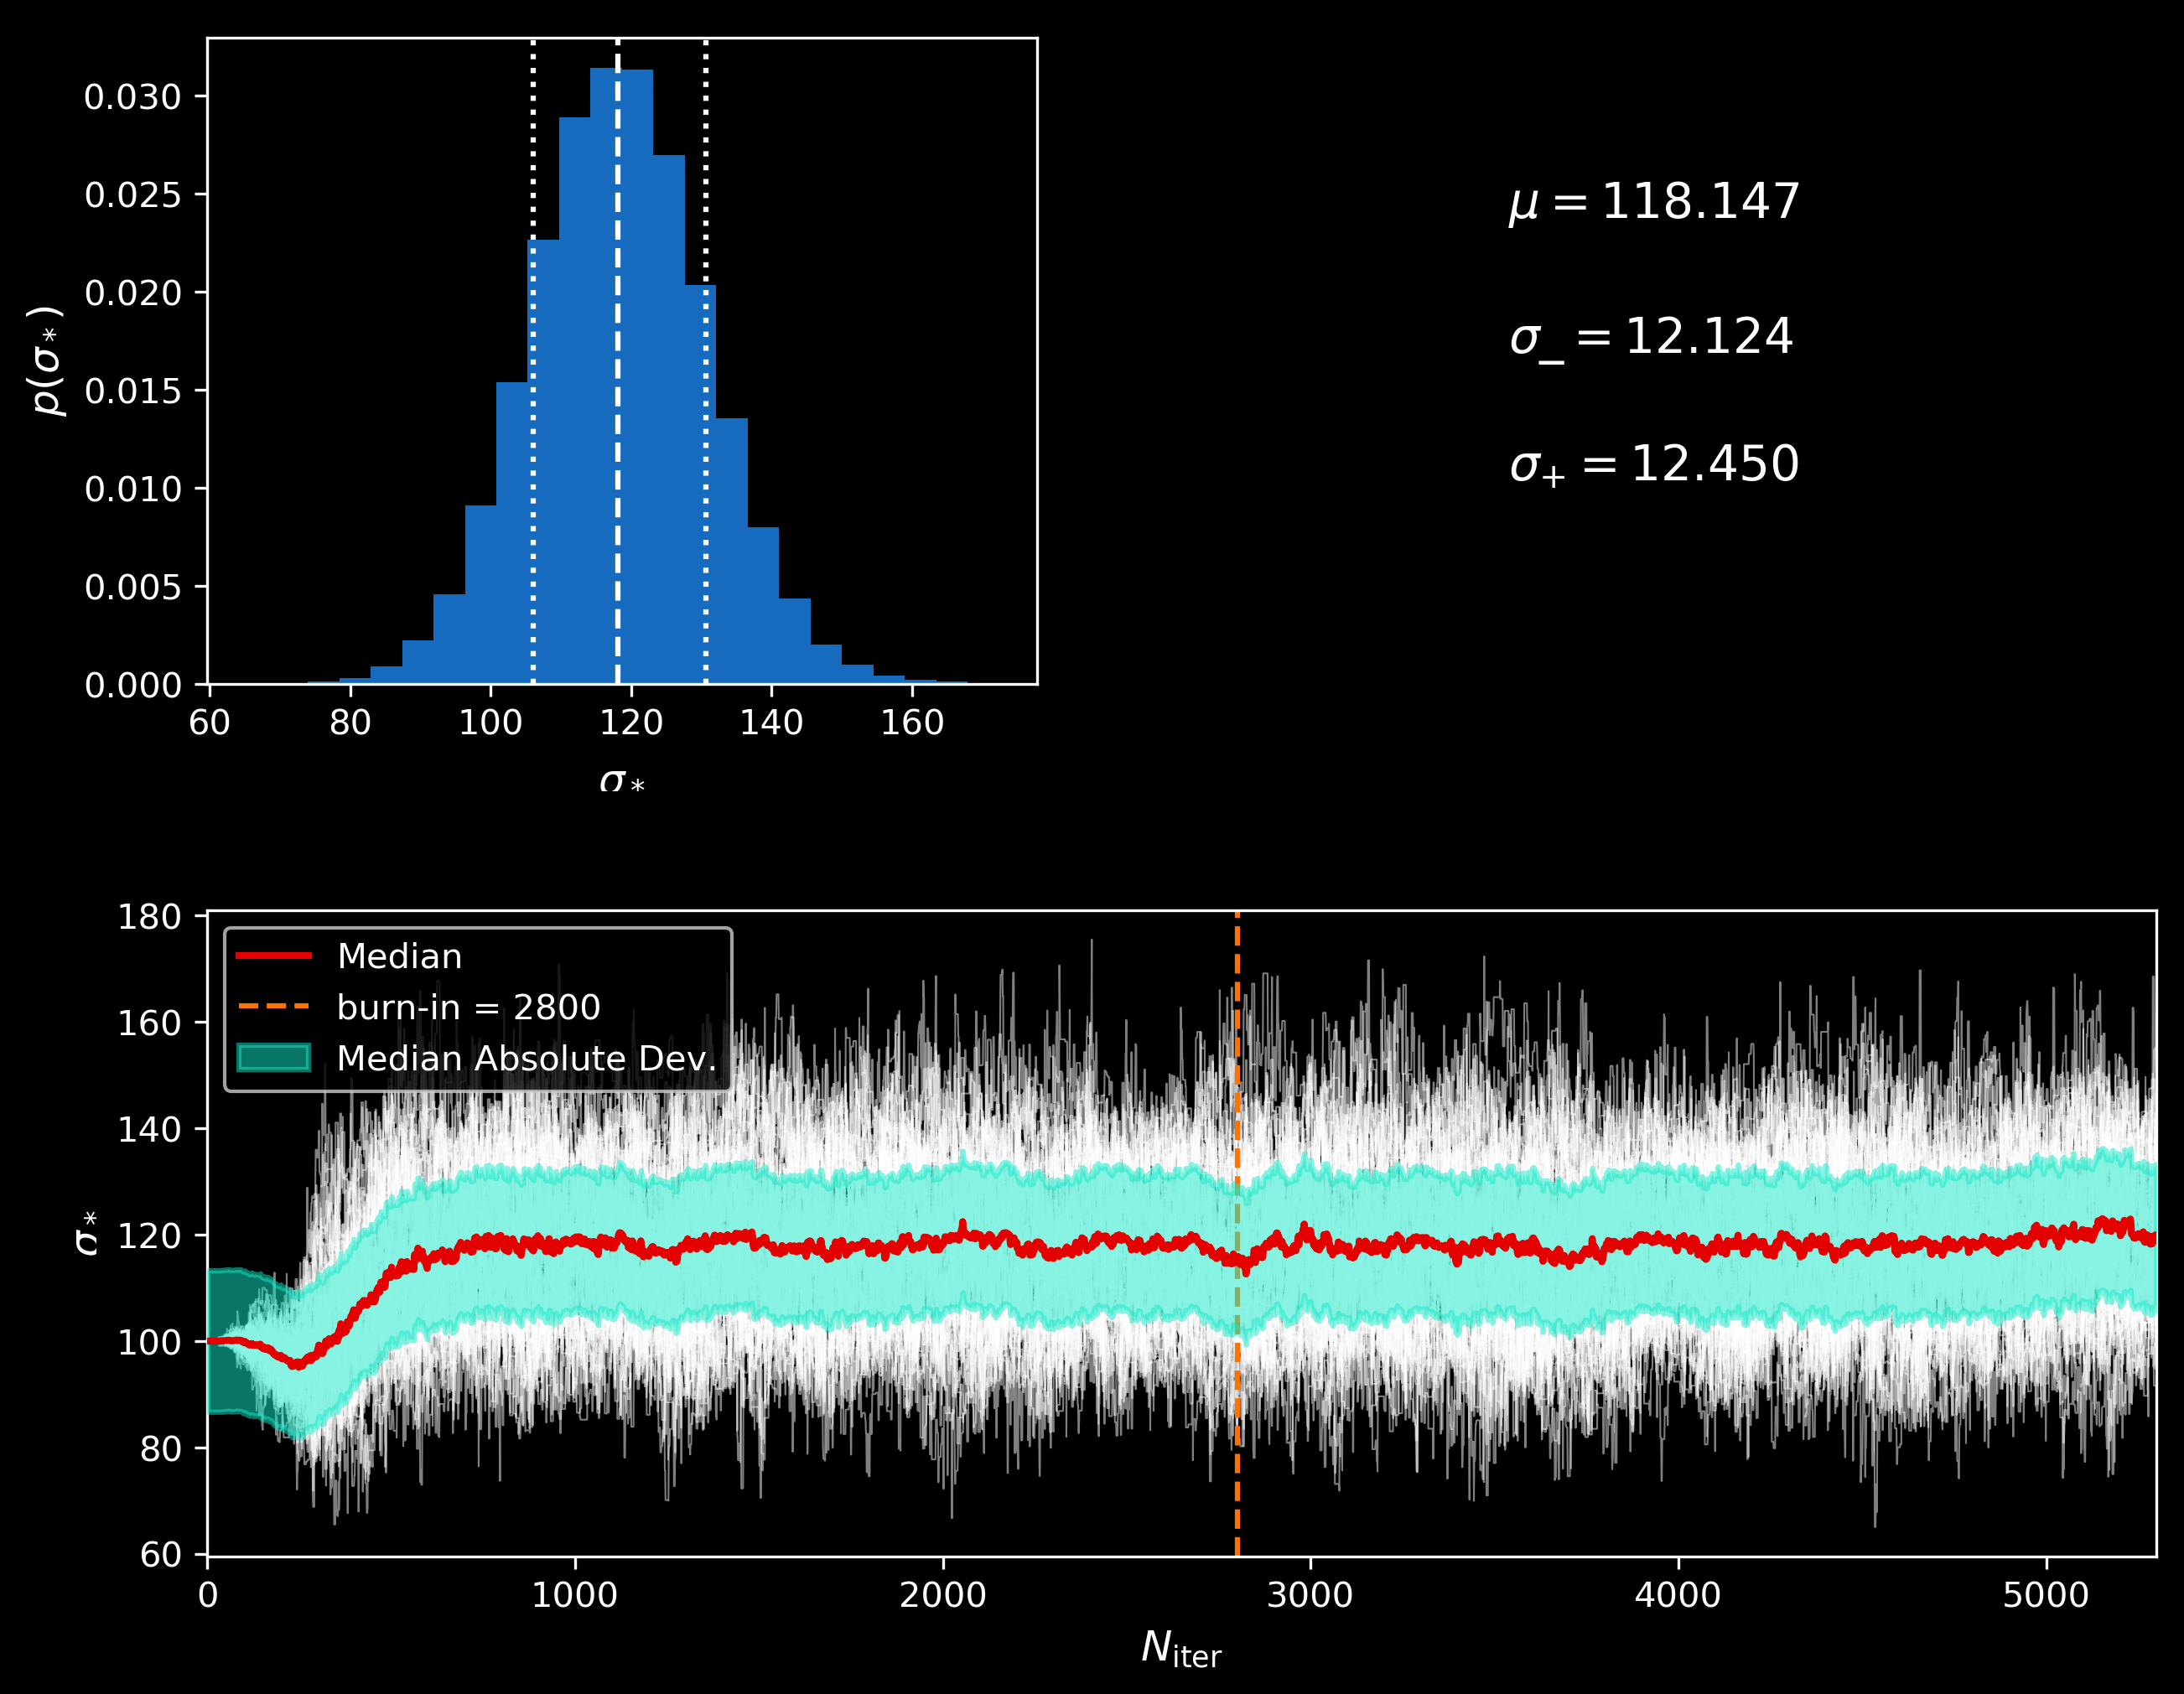 0.030
0.025
0.020
0.015
0.010
0.005
0.000
p(σ*)
60 80 100 120 140 160
σ*
μ = 118.147
σ_ = 12.124
σ+ = 12.450
180
160
140
120
100
80
60
σ*
Median
burn-in = 2800
Median Absolute Dev.
0 1000 2000 3000 4000 5000
Niter